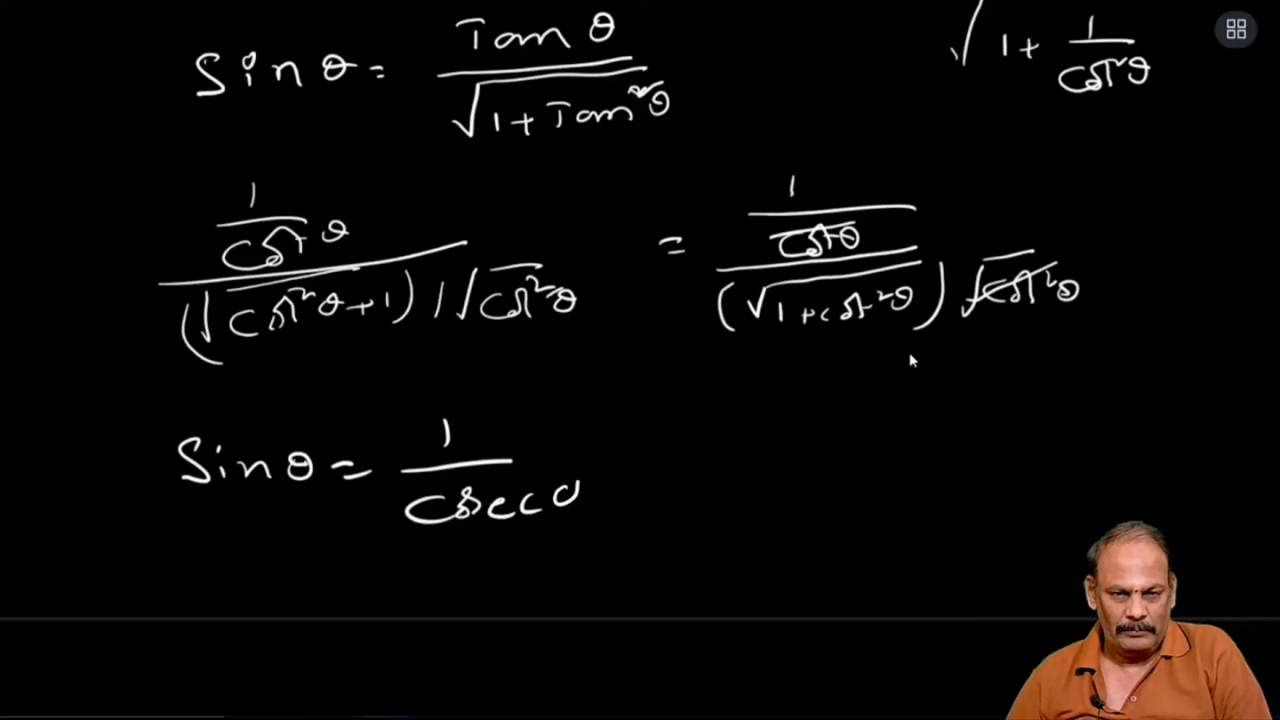 Sinθ = Tanθ / √1+Tan²θ
√1 + 1/Cot²θ
1/Cotθ / (√Cot²θ+1) / √Cot²θ = 1/Cotθ / (√1+Cot²θ) √Cot²θ
Sinθ = 1/Cosecθ